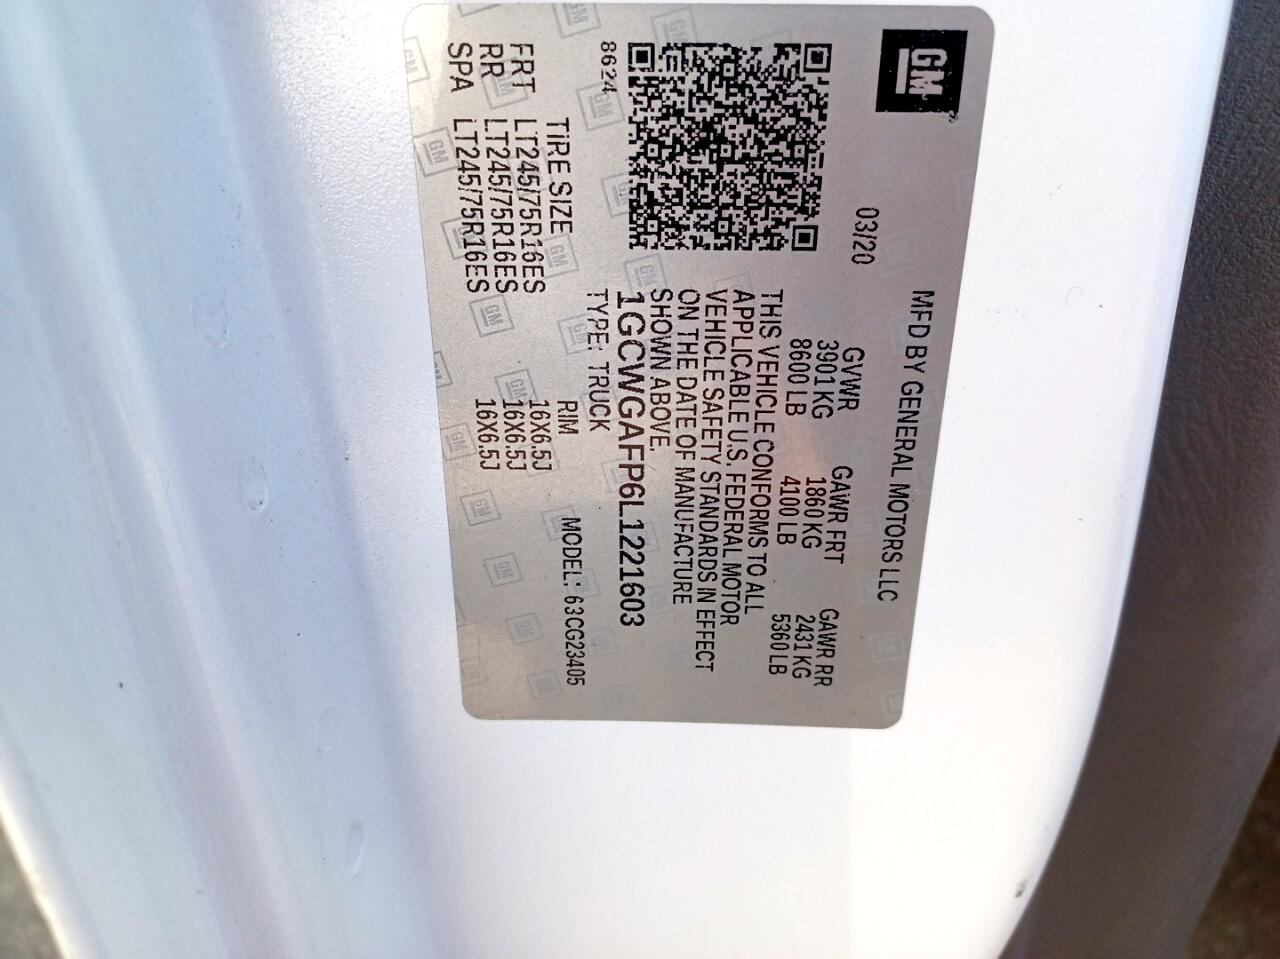 GM
MFD BY GENERAL MOTORS LLC
03/20
GVWR GAWR FRT GAWR RR
3901 KG 1860 KG 2431 KG
8600 LB 4100 LB 5360 LB
THIS VEHICLE CONFORMS TO ALL
APPLICABLE U.S. FEDERAL MOTOR
VEHICLE SAFETY STANDARDS IN EFFECT
ON THE DATE OF MANUFACTURE
SHOWN ABOVE.
1GCWGAFP6L1221603
8624 TYPE: TRUCK MODEL: 63CG23405
TIRE SIZE RIM
FRT LT245/75R16ES 16X6.5J
RR LT245/75R16ES 16X6.5J
SPA LT245/75R16ES 16X6.5J